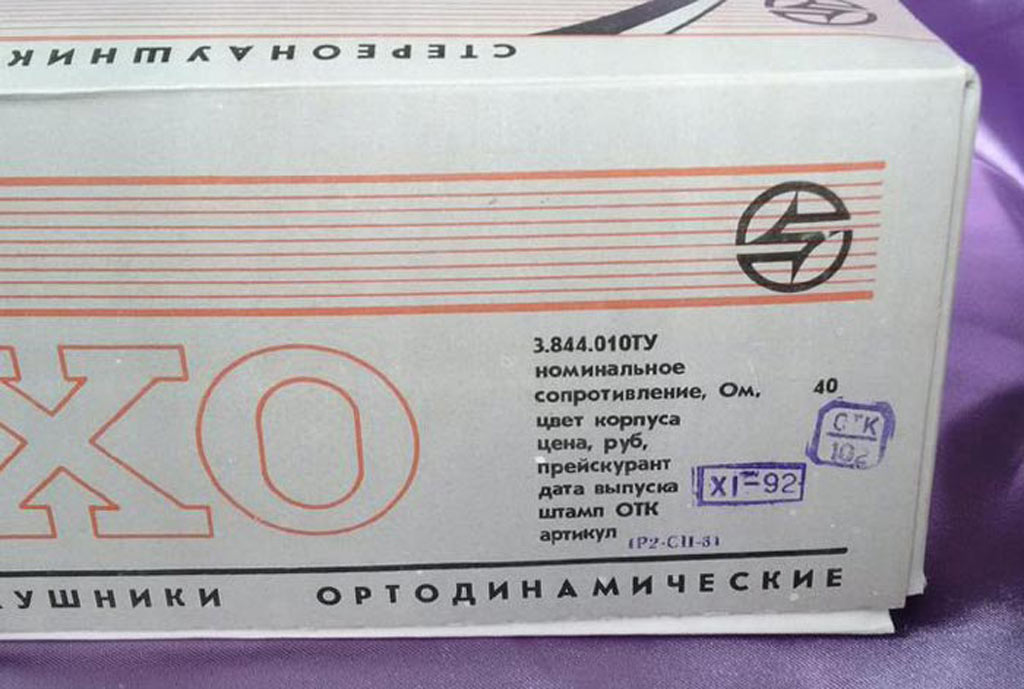 СТЕРЕОНАУШНИК
ХО
3.844.010ТУ
номинальное
сопротивление, Ом, 40
цвет корпуса
цена, руб,
прейскурант
дата выпуска XI-92
штамп ОТК
артикул
ОТК
УШНИКИ ОРТОДИНАМИЧЕСКИЕ